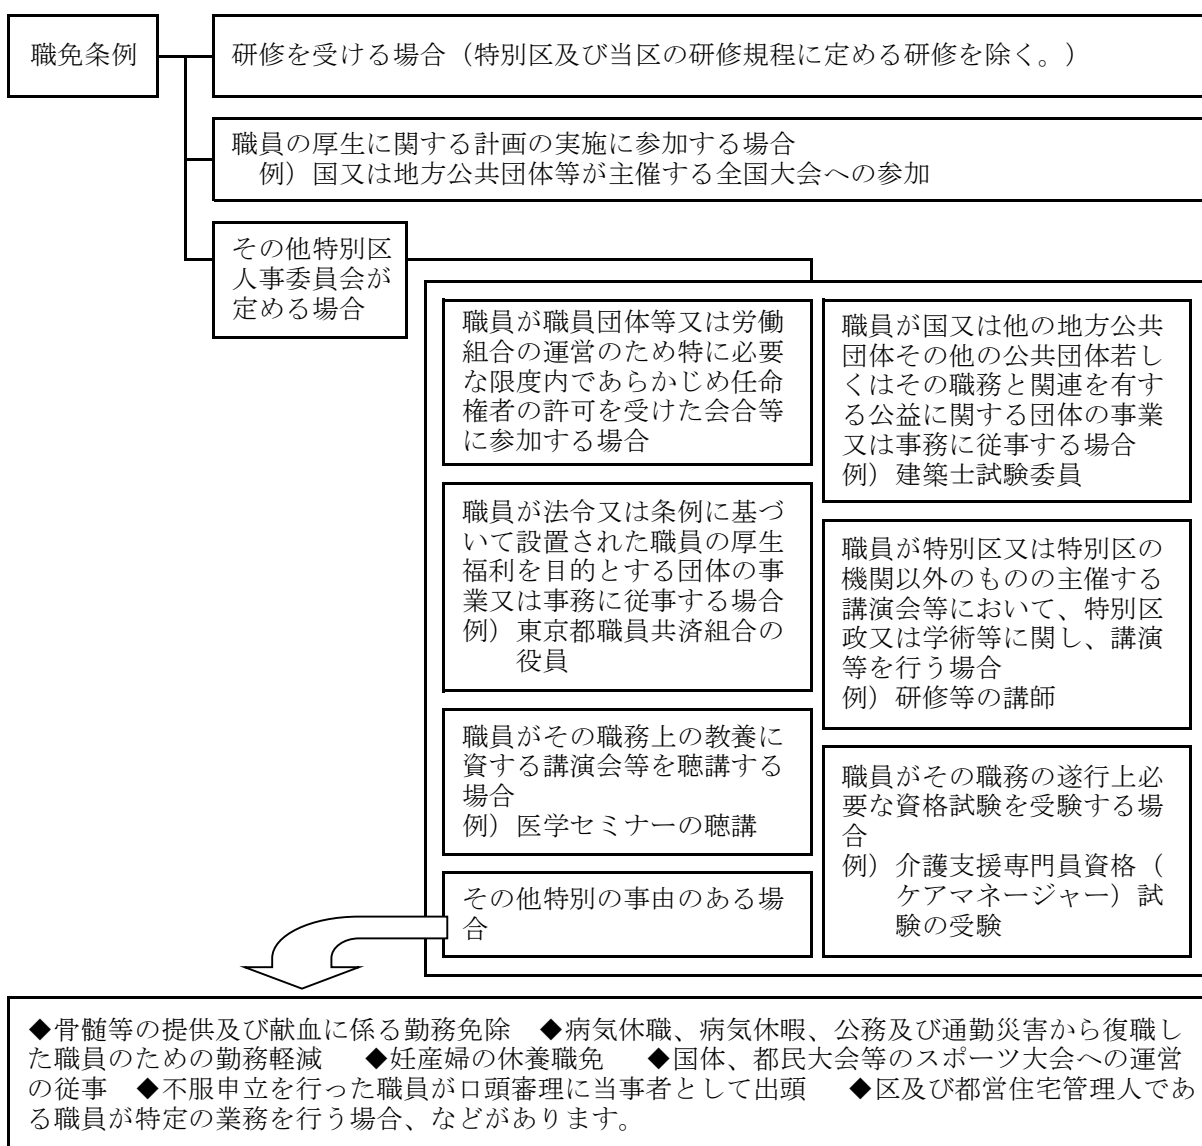 職免条例
研修を受ける場合（特別区及び当区の研修規程に定める研修を除く。）
職員の厚生に関する計画の実施に参加する場合
例）国又は地方公共団体等が主催する全国大会への参加
その他特別区
人事委員会が
定める場合
職員が職員団体等又は労働
組合の運営のため特に必要
な限度内であらかじめ任命
権者の許可を受けた会合等
に参加する場合
職員が国又は他の地方公共
団体その他の公共団体若し
くはその職務と関連を有す
る公益に関する団体の事業
又は事務に従事する場合
例）建築士試験委員
職員が法令又は条例に基づ
いて設置された職員の厚生
福利を目的とする団体の事
業又は事務に従事する場合
例）東京都職員共済組合の
役員
職員が特別区又は特別区の
機関以外のものの主催する
講演会等において、特別区
政又は学術等に関し、講演
等を行う場合
例）研修等の講師
職員がその職務上の教養に
資する講演会等を聴講する
場合
例）医学セミナーの聴講
職員がその職務の遂行上必
要な資格試験を受験する場
合
例）介護支援専門員資格（
ケアマネージャー）試
験の受験
その他特別の事由のある場
合
◆骨髄等の提供及び献血に係る勤務免除　◆病気休職、病気休暇、公務及び通勤災害から復職し
た職員のための勤務軽減　◆妊産婦の休養職免　◆国体、都民大会等のスポーツ大会への運営
の従事　◆不服申立を行った職員が口頭審理に当事者として出頭　◆区及び都営住宅管理人であ
る職員が特定の業務を行う場合、などがあります。